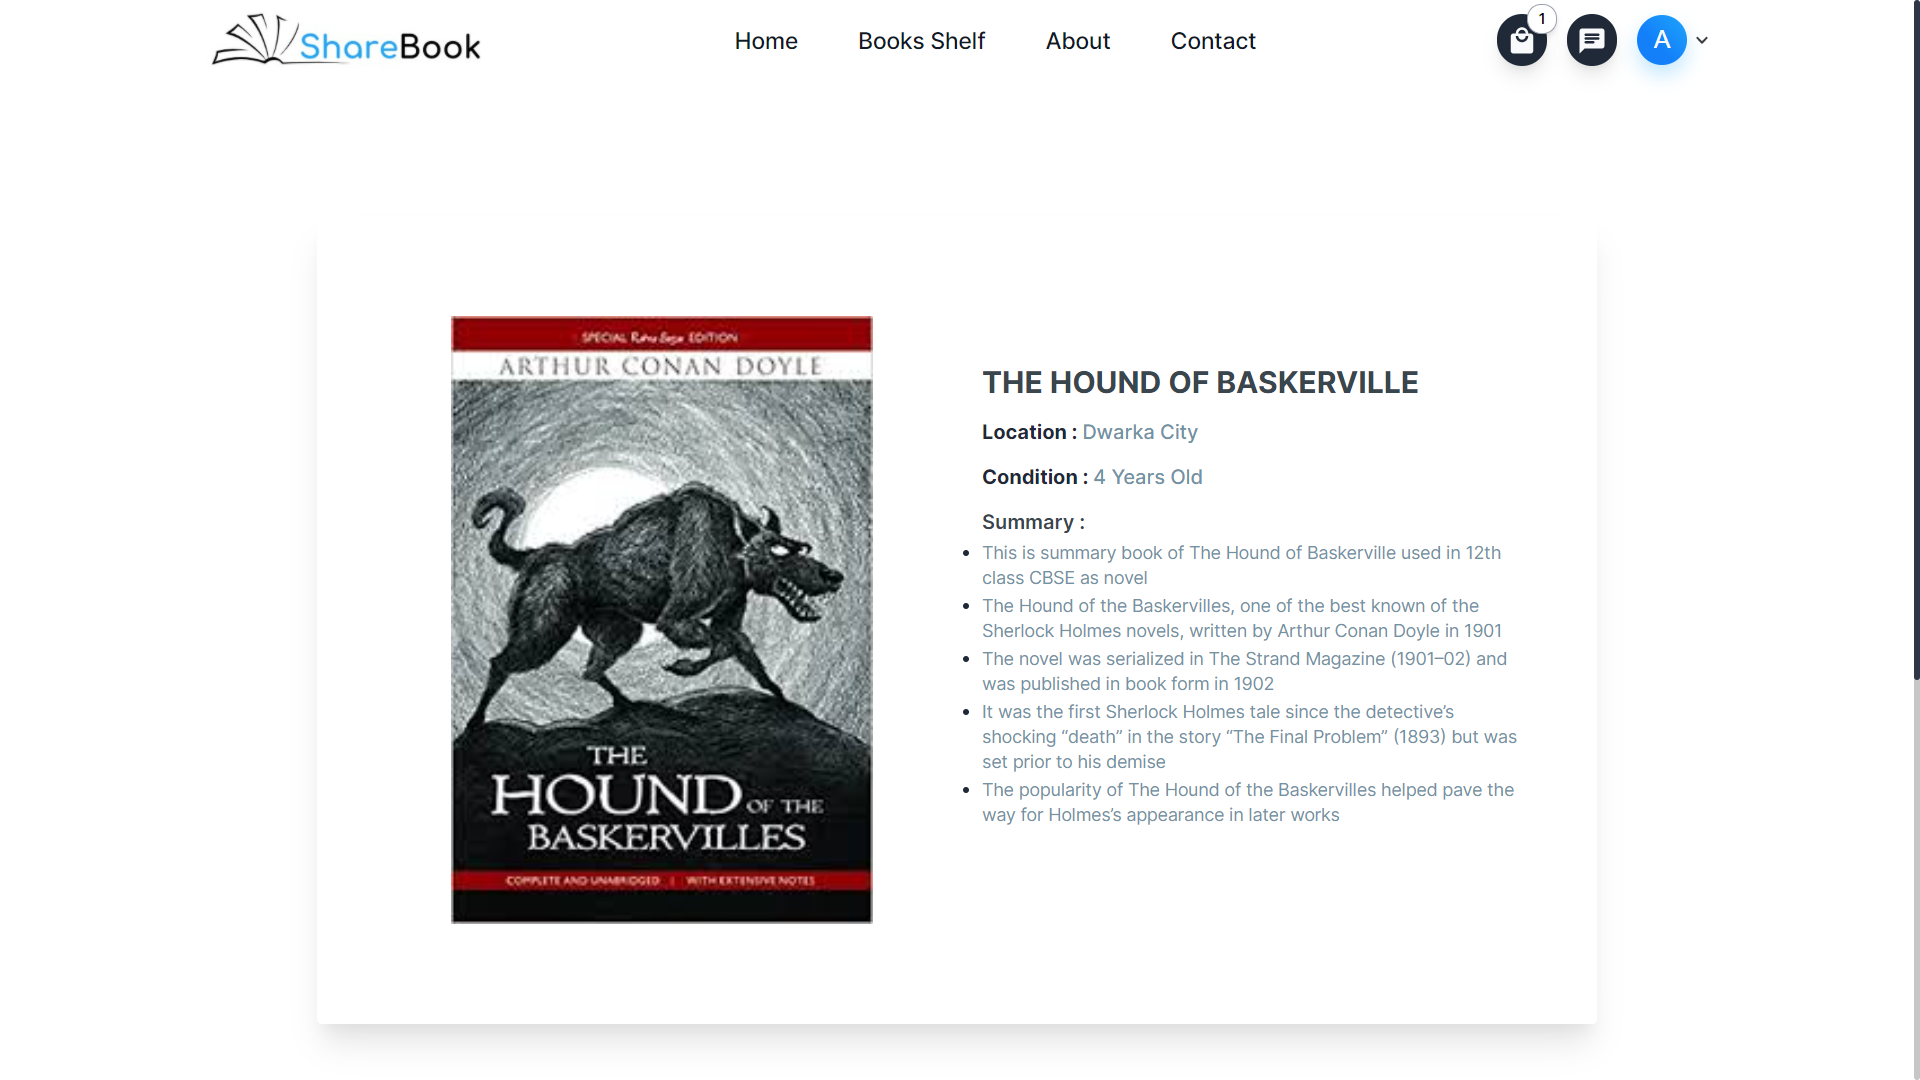 ShareBook
Home
Books Shelf
About
Contact
1
A
SPECIAL Retro-Logue EDITION
ARTHUR CONAN DOYLE
THE
HOUND OF THE
BASKERVILLES
COMPLETE AND UNABRIDGED | WITH EXTENSIVE NOTES
THE HOUND OF BASKERVILLE
Location : Dwarka City
Condition : 4 Years Old
Summary :
This is summary book of The Hound of Baskerville used in 12th
class CBSE as novel
The Hound of the Baskervilles, one of the best known of the
Sherlock Holmes novels, written by Arthur Conan Doyle in 1901
The novel was serialized in The Strand Magazine (1901–02) and
was published in book form in 1902
It was the first Sherlock Holmes tale since the detective’s
shocking “death” in the story “The Final Problem” (1893) but was
set prior to his demise
The popularity of The Hound of the Baskervilles helped pave the
way for Holmes’s appearance in later works